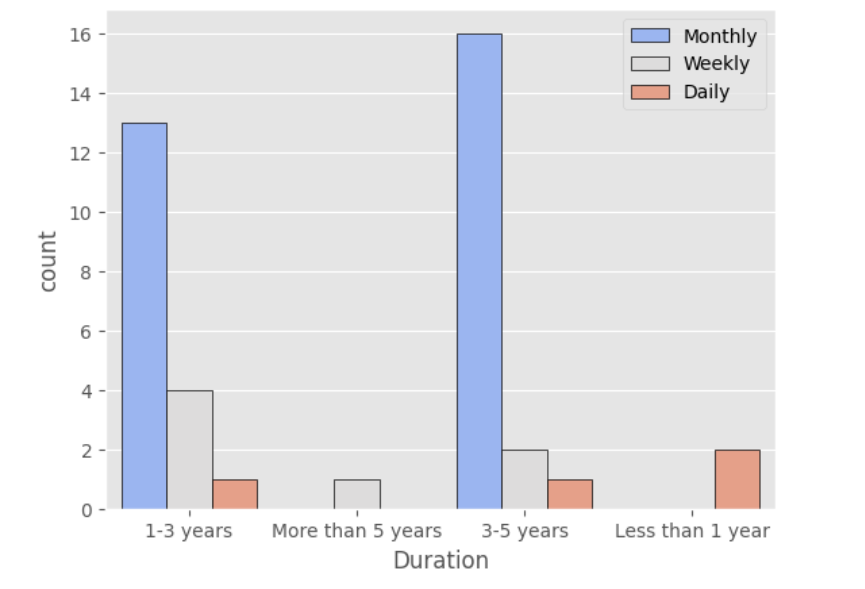 16
14
12
10
8
6
4
2
0
count
Monthly
Weekly
Daily
1-3 years
More than 5 years
3-5 years
Less than 1 year
Duration